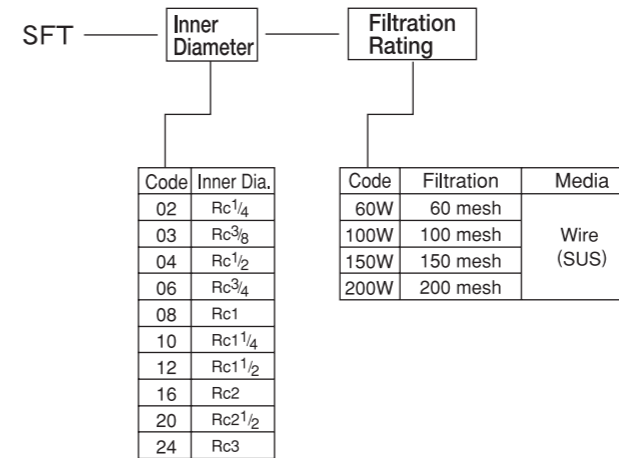 SFT
Inner
Diameter
Filtration
Rating
Code Inner Dia.
02 Rc1/4
03 Rc3/8
04 Rc1/2
06 Rc3/4
08 Rc1
10 Rc1 1/4
12 Rc1 1/2
16 Rc2
20 Rc2 1/2
24 Rc3
Code Filtration Media
60W 60 mesh
100W 100 mesh
150W 150 mesh
200W 200 mesh
Wire
(SUS)